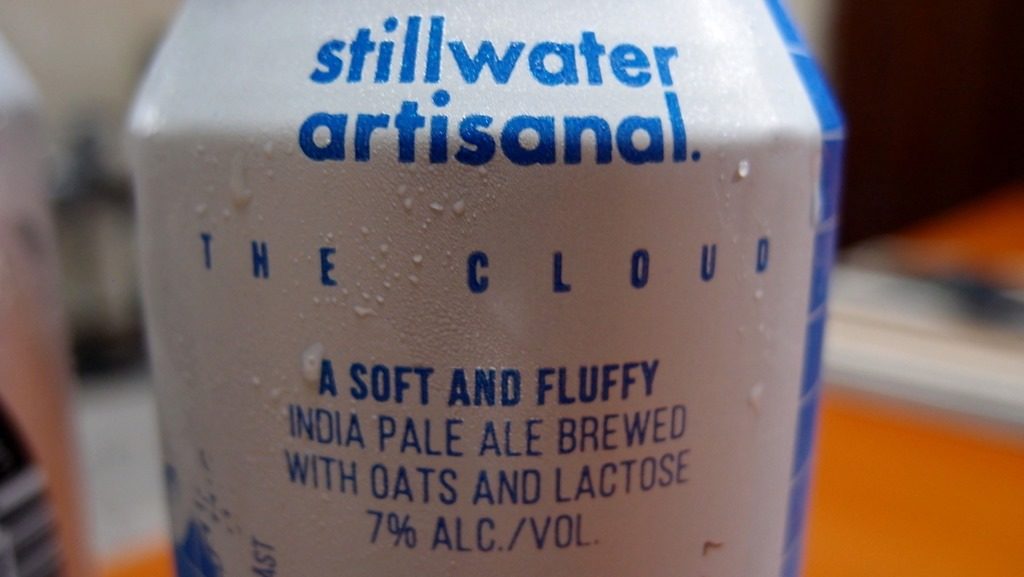 stillwater
artisanal.
THE CLOUD
A SOFT AND FLUFFY
INDIA PALE ALE BREWED
WITH OATS AND LACTOSE
7% ALC./VOL.